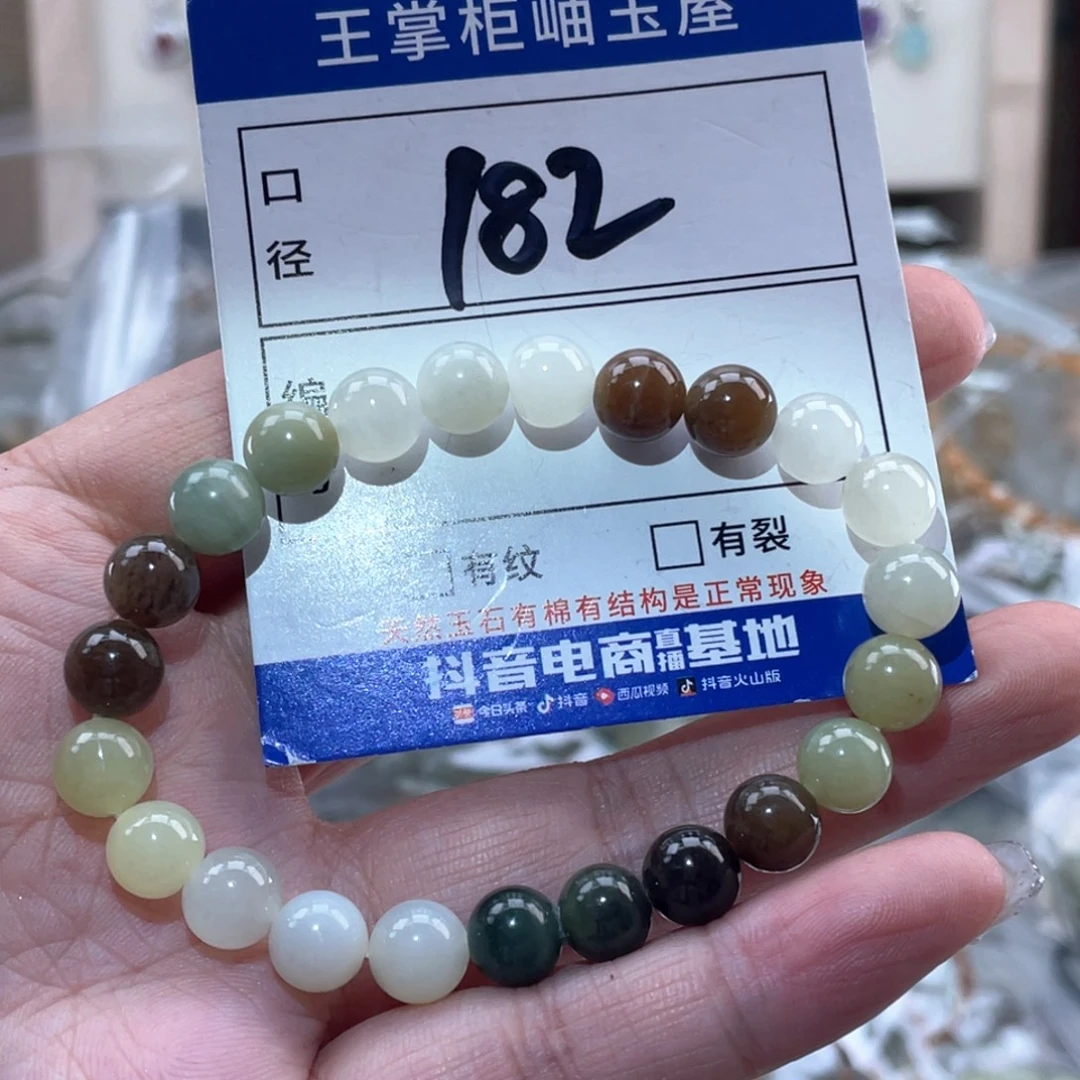 王掌柜岫玉屋
口
径
182
编
有纹
有裂
天然玉石有棉有结构是正常现象
抖音电商直播基地
今日头条 抖音 西瓜视频 抖音火山版